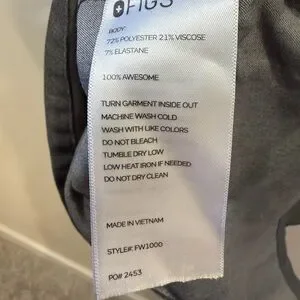 FIGS
BODY:
72% POLYESTER 21% VISCOSE
7% ELASTANE
100% AWESOME
TURN GARMENT INSIDE OUT
MACHINE WASH COLD
WASH WITH LIKE COLORS
DO NOT BLEACH
TUMBLE DRY LOW
LOW HEAT IRON IF NEEDED
DO NOT DRY CLEAN
MADE IN VIETNAM
STYLE#: FW1000
PO# 2453